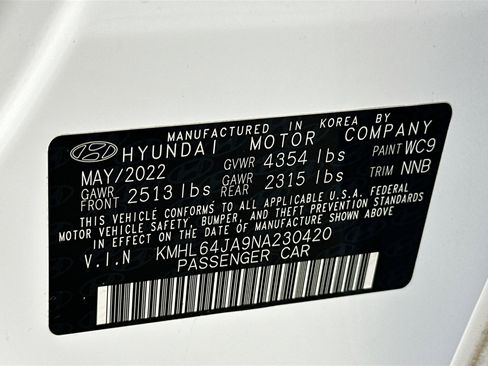 MANUFACTURED IN KOREA BY
HYUNDAI MOTOR COMPANY
MAY/2022 GVWR 4354 lbs PAINT WC9
GAWR FRONT 2513 lbs GAWR REAR 2315 lbs TRIM NNB
THIS VEHICLE CONFORMS TO ALL APPLICABLE U.S.A. FEDERAL
MOTOR VEHICLE SAFETY, BUMPER, AND THEFT PREVENTION STANDARDS
IN EFFECT ON THE DATE OF MANUFACTURE SHOWN ABOVE.
V.I.N KMHL64JA9NA230420
PASSENGER CAR